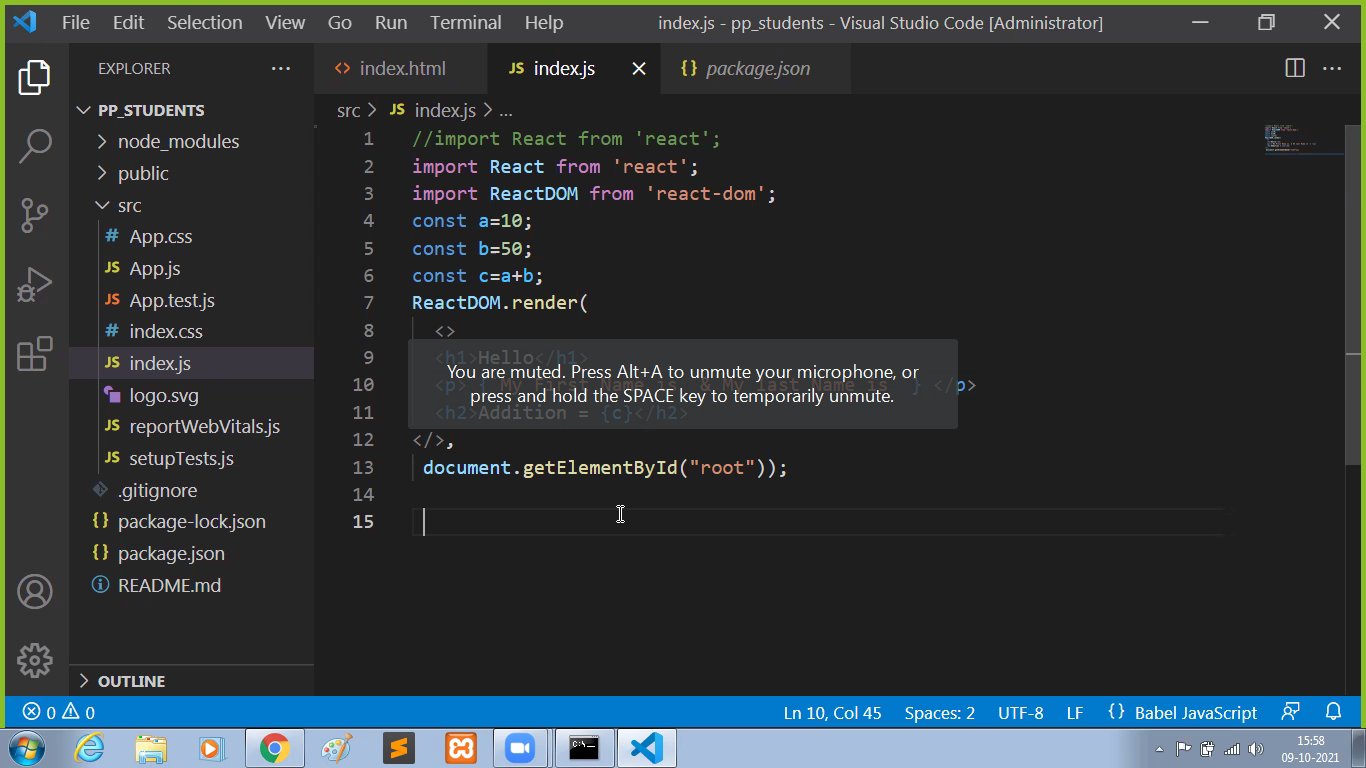 File Edit Selection View Go Run Terminal Help
index.js - pp_students - Visual Studio Code [Administrator]
EXPLORER
PP_STUDENTS
node_modules
public
src
App.css
App.js
App.test.js
index.css
index.js
logo.svg
reportWebVitals.js
setupTests.js
.gitignore
package-lock.json
package.json
README.md
OUTLINE
index.html
JS index.js
{} package.json
src > JS index.js > ...
1 //import React from 'react';
2 import React from 'react';
3 import ReactDOM from 'react-dom';
4 const a=10;
5 const b=50;
6 const c=a+b;
7 ReactDOM.render(
8 <>
9 <h1>Hello</h1>
10 <p> {`My First Name is & My last Name is `} </p>
11 <h2>Addition = {c}</h2>
12 </>,
13 document.getElementById("root"));
14
15
You are muted. Press Alt+A to unmute your microphone, or
press and hold the SPACE key to temporarily unmute.
0 0
Ln 10, Col 45 Spaces: 2 UTF-8 LF {} Babel JavaScript
15:58
09-10-2021